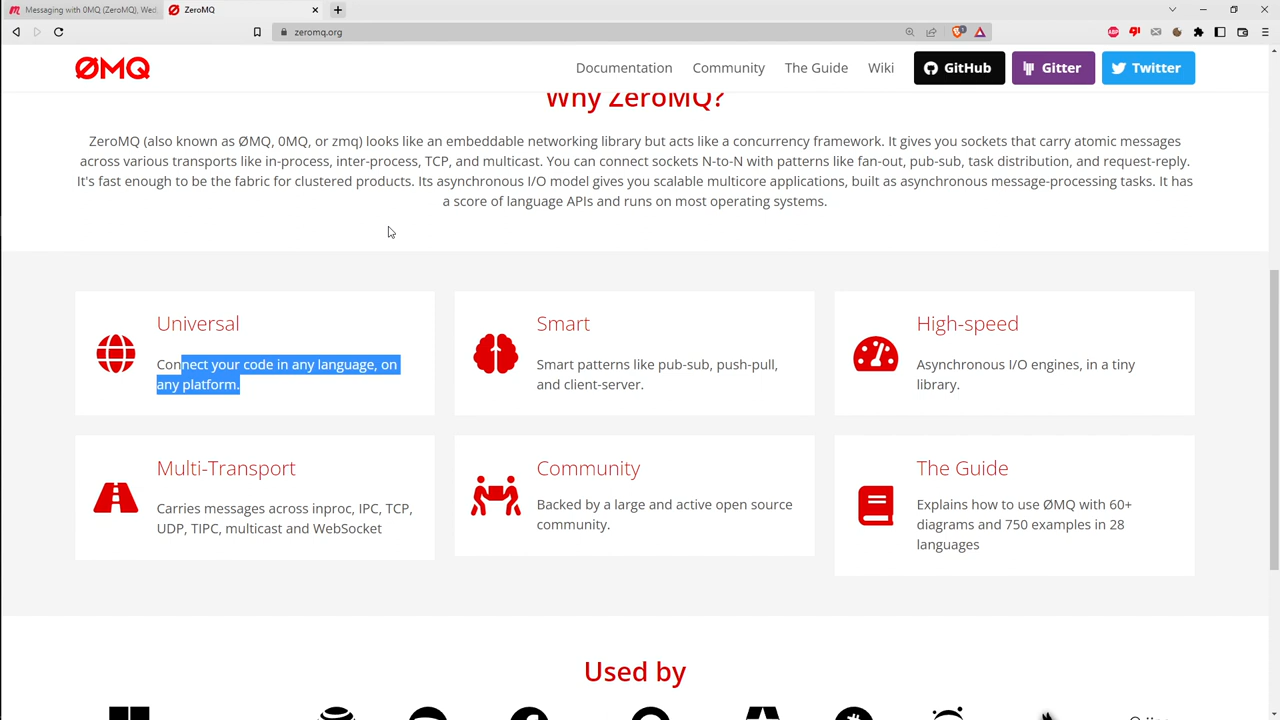 Messaging with 0MQ (ZeroMQ), Wed,
ZeroMQ
zeromq.org
ØMQ
Documentation
Community
The Guide
Wiki
GitHub
Gitter
Twitter
Why ZeroMQ?
ZeroMQ (also known as ØMQ, 0MQ, or zmq) looks like an embeddable networking library but acts like a concurrency framework. It gives you sockets that carry atomic messages
across various transports like in-process, inter-process, TCP, and multicast. You can connect sockets N-to-N with patterns like fan-out, pub-sub, task distribution, and request-reply.
It's fast enough to be the fabric for clustered products. Its asynchronous I/O model gives you scalable multicore applications, built as asynchronous message-processing tasks. It has
a score of language APIs and runs on most operating systems.
Universal
Connect your code in any language, on
any platform.
Smart
Smart patterns like pub-sub, push-pull,
and client-server.
High-speed
Asynchronous I/O engines, in a tiny
library.
Multi-Transport
Carries messages across inproc, IPC, TCP,
UDP, TIPC, multicast and WebSocket
Community
Backed by a large and active open source
community.
The Guide
Explains how to use ØMQ with 60+
diagrams and 750 examples in 28
languages
Used by